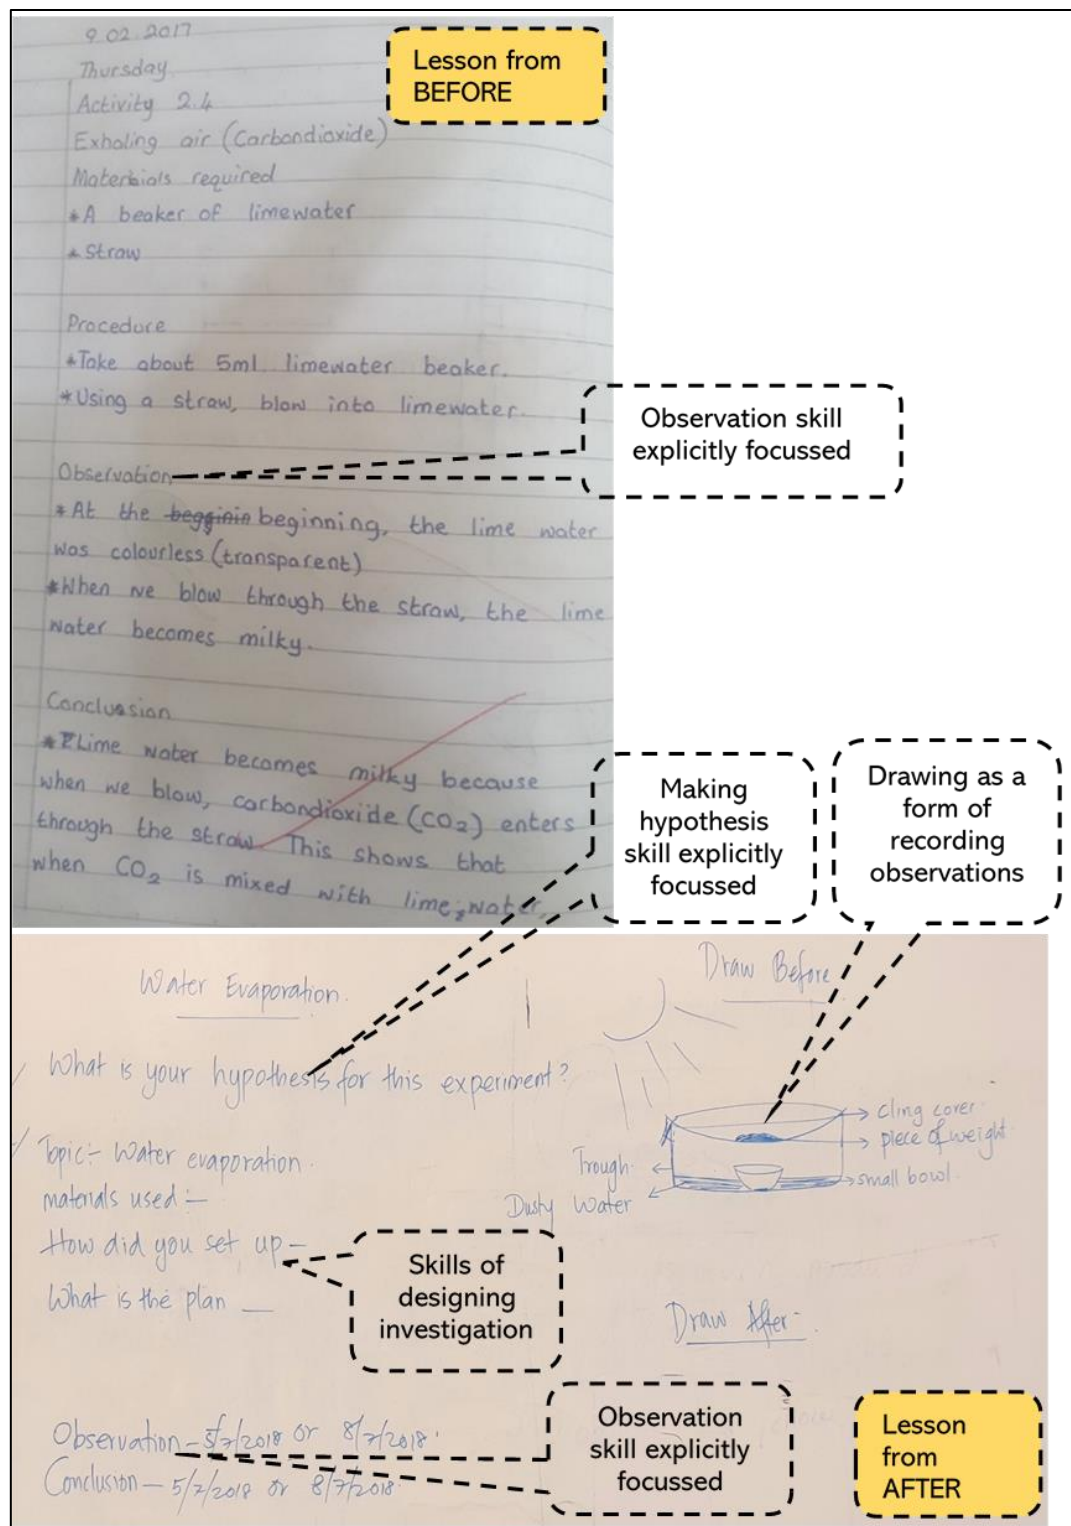 9.02.2017
Thursday
Activity 2.4
Exhaling air (Carbondioxide)
Materbials required
*A beaker of limewater
*Straw
Procedure
*Take about 5ml limewater beaker.
*Using a straw, blow into limewater.
Observation
*At the begginin beginning, the lime water
was colourless (transparent)
*When we blow through the straw, the lime
water becomes milky.
Concluasion
*Lime water becomes milky because
when we blow, carbondioxide (CO₂) enters
through the straw. This shows that
when CO₂ is mixed with lime water,
Lesson from
BEFORE
Observation skill
explicitly focussed
Making
hypothesis
skill explicitly
focussed
Drawing as a
form of
recording
observations
Water Evaporation.
What is your hypothesis for this experiment?
Topic:- Water evaporation.
materials used :-
How did you set up -
What is the plan —
Observation - 5/7/2018 or 8/7/2018.
Conclusion - 5/7/2018 or 8/7/2018.
Draw Before
cling cover.
piece of weight.
small bowl.
Trough.
Dusty Water
Draw After-
Skills of
designing
investigation
Observation
skill explicitly
focussed
Lesson
from
AFTER